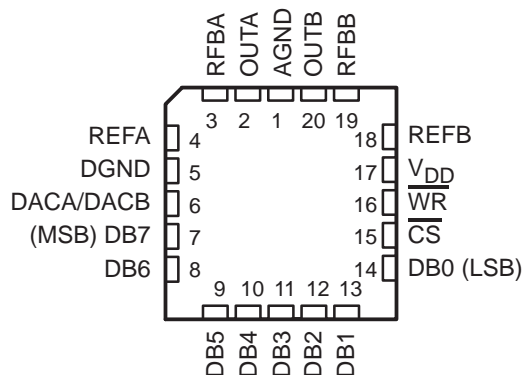 RFBA
OUTA
AGND
OUTB
RFBB
3 2 1 20 19
REFA 4 18 REFB
DGND 5 17 VDD
DACA/DACB 6 16 WR
(MSB) DB7 7 15 CS
DB6 8 14 DB0 (LSB)
9 10 11 12 13
DB5
DB4
DB3
DB2
DB1